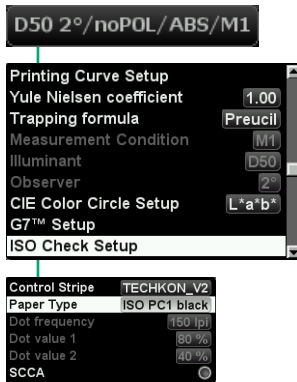 D50 2°/noPOL/ABS/M1
Printing Curve Setup
Yule Nielsen coefficient 1.00
Trapping formula Preucil
Measurement Condition M1
Illuminant D50
Observer 2°
CIE Color Circle Setup L*a*b*
G7™ Setup
ISO Check Setup
Control Stripe TECHKON_V2
Paper Type ISO PC1 black
Dot frequency 150 lpi
Dot value 1 80 %
Dot value 2 40 %
SCCA